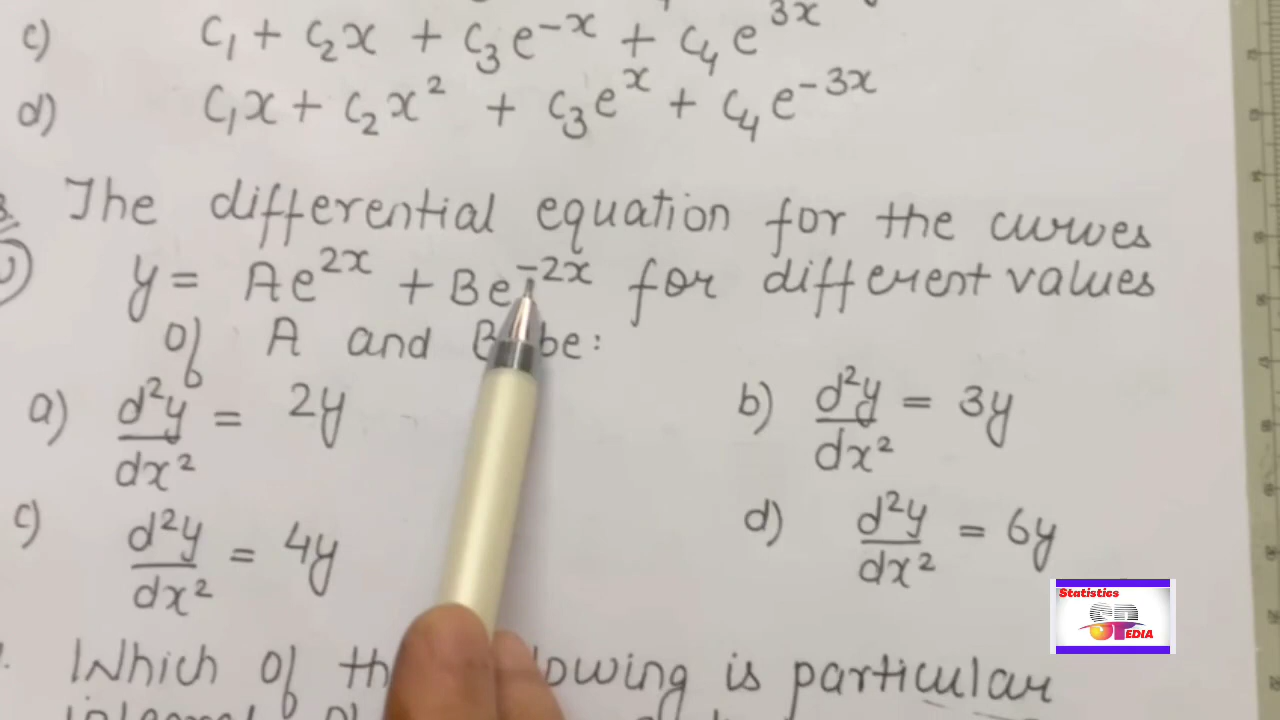 c) C₁ + C₂x + C₃e⁻ˣ + C₄e³ˣ
d) C₁x + C₂x² + C₃eˣ + C₄e⁻³ˣ
The differential equation for the curves
y = Ae²ˣ + Be⁻²ˣ for different values
of A and B be:
a) d²y/dx² = 2y b) d²y/dx² = 3y
c) d²y/dx² = 4y d) d²y/dx² = 6y
Statistics
EDIA
Which of is particular